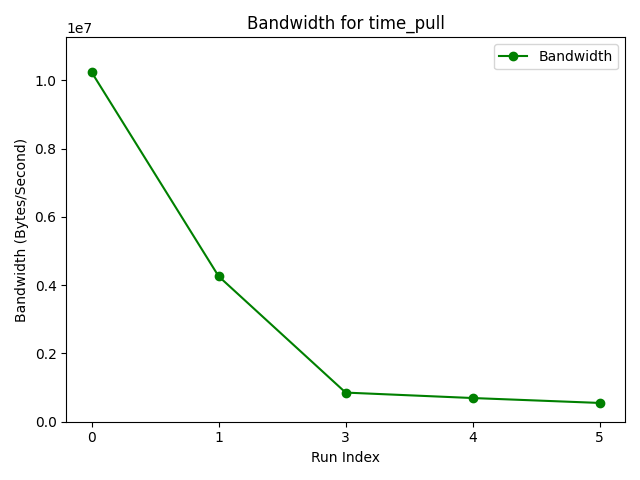 Bandwidth for time_pull
1e7
Bandwidth
1.0
0.8
0.6
0.4
0.2
0.0
Bandwidth (Bytes/Second)
0 1 3 4 5
Run Index